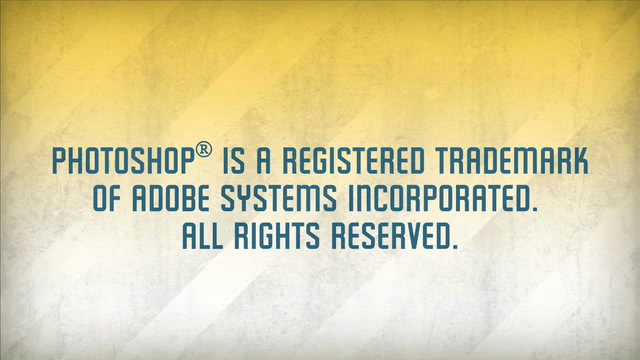 PHOTOSHOP® IS A REGISTERED TRADEMARK
OF ADOBE SYSTEMS INCORPORATED.
ALL RIGHTS RESERVED.